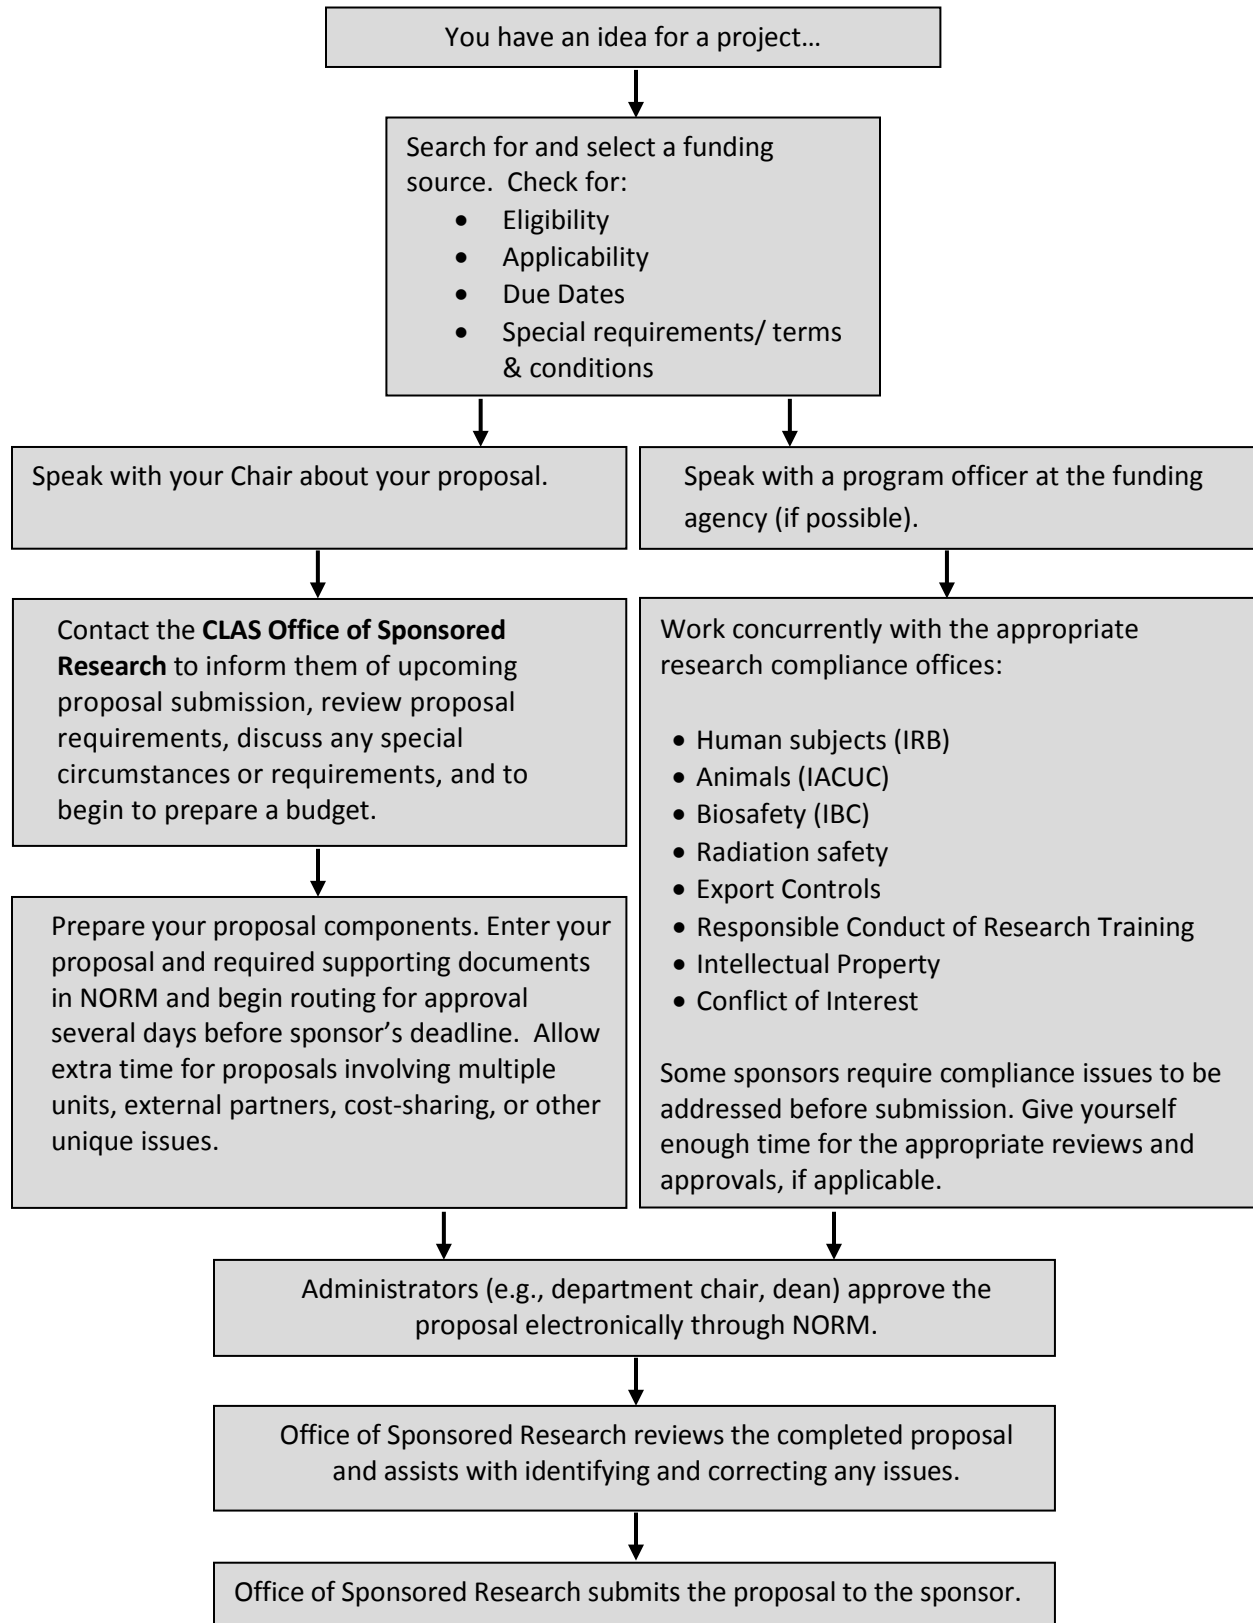 You have an idea for a project…
Search for and select a funding
source.  Check for:
• Eligibility
• Applicability
• Due Dates
• Special requirements/ terms
& conditions
Speak with your Chair about your proposal.
Speak with a program officer at the funding
agency (if possible).
Contact the CLAS Office of Sponsored
Research to inform them of upcoming
proposal submission, review proposal
requirements, discuss any special
circumstances or requirements, and to
begin to prepare a budget.
Prepare your proposal components. Enter your
proposal and required supporting documents
in NORM and begin routing for approval
several days before sponsor’s deadline.  Allow
extra time for proposals involving multiple
units, external partners, cost-sharing, or other
unique issues.
Work concurrently with the appropriate
research compliance offices:
• Human subjects (IRB)
• Animals (IACUC)
• Biosafety (IBC)
• Radiation safety
• Export Controls
• Responsible Conduct of Research Training
• Intellectual Property
• Conflict of Interest
Some sponsors require compliance issues to be
addressed before submission. Give yourself
enough time for the appropriate reviews and
approvals, if applicable.
Administrators (e.g., department chair, dean) approve the
proposal electronically through NORM.
Office of Sponsored Research reviews the completed proposal
and assists with identifying and correcting any issues.
Office of Sponsored Research submits the proposal to the sponsor.